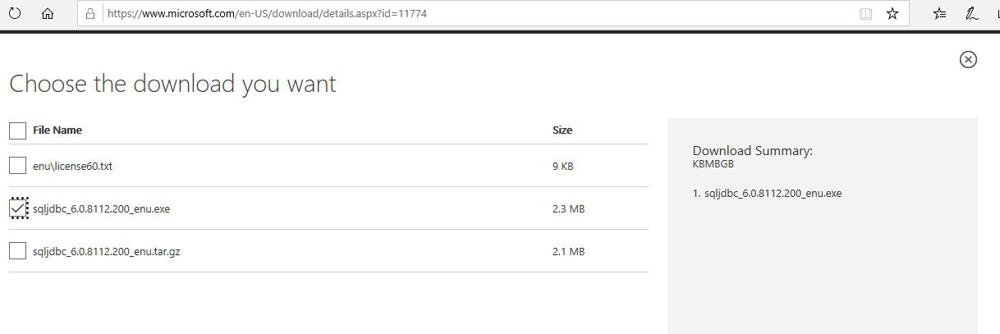 https://www.microsoft.com/en-US/download/details.aspx?id=11774
Choose the download you want
File Name Size
enu\license60.txt 9 KB
sqljdbc_6.0.8112.200_enu.exe 2.3 MB
sqljdbc_6.0.8112.200_enu.tar.gz 2.1 MB
Download Summary:
KBMBGB
1. sqljdbc_6.0.8112.200_enu.exe